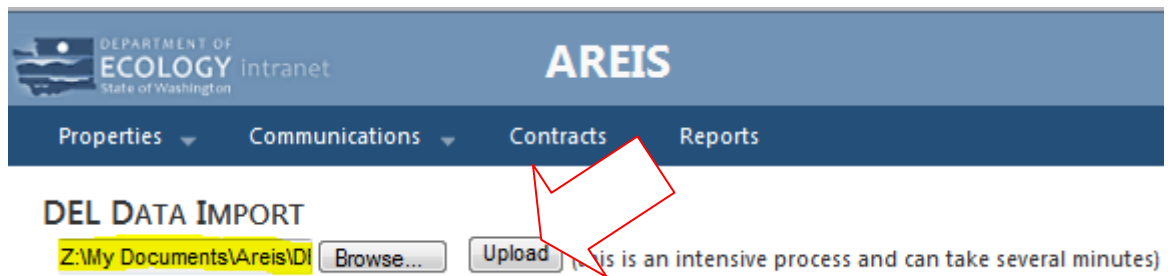 DEPARTMENT OF
ECOLOGY intranet
State of Washington
AREIS
Properties Communications Contracts Reports
DEL DATA IMPORT
Z:\My Documents\Areis\DI Browse... Upload is is an intensive process and can take several minutes)